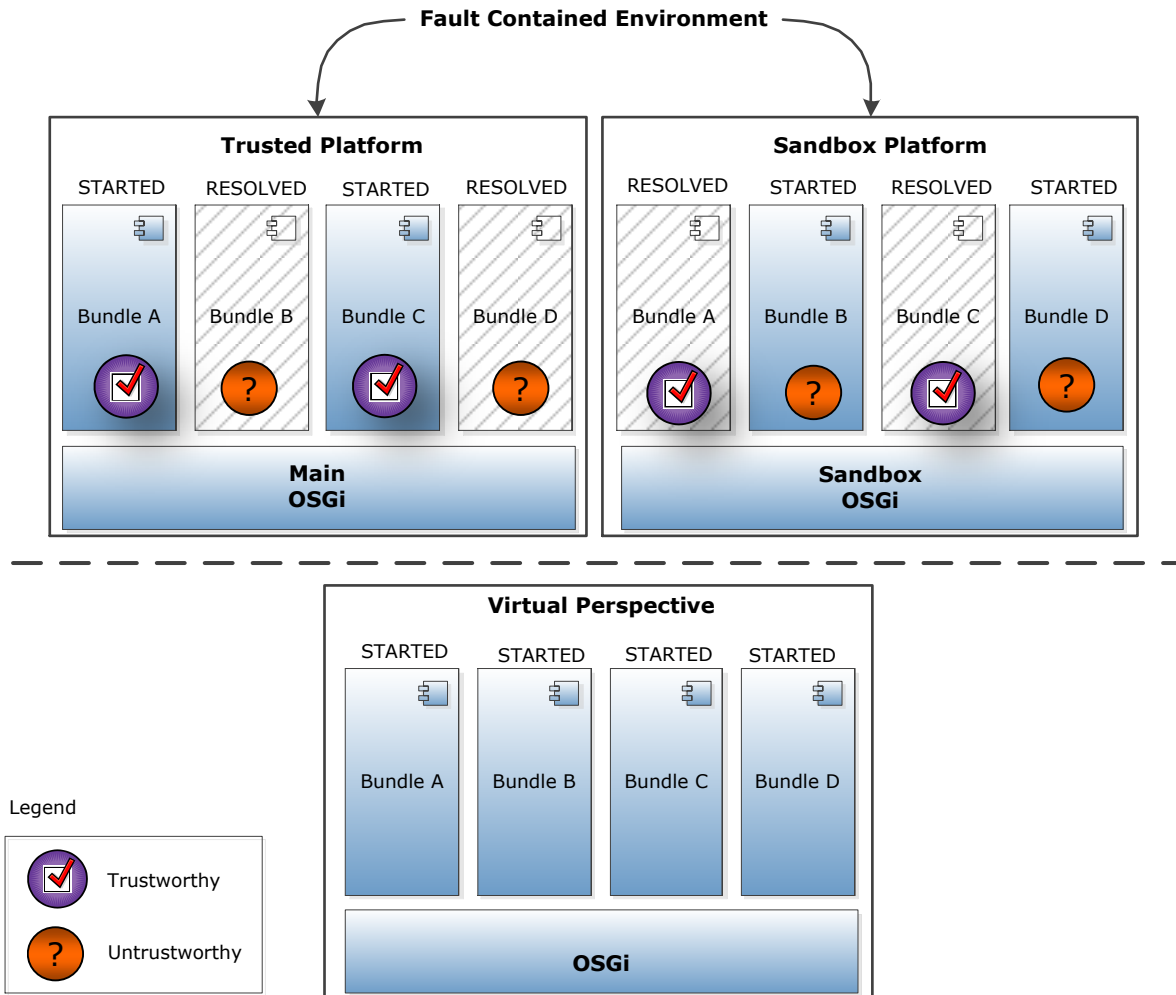 Fault Contained Environment
Trusted Platform
STARTED
RESOLVED
STARTED
RESOLVED
Bundle A
Bundle B
Bundle C
Bundle D
?
?
Main
OSGi
Sandbox Platform
RESOLVED
STARTED
RESOLVED
STARTED
Bundle A
Bundle B
Bundle C
Bundle D
?
?
Sandbox
OSGi
Virtual Perspective
STARTED
STARTED
STARTED
STARTED
Bundle A
Bundle B
Bundle C
Bundle D
OSGi
Legend
Trustworthy
?
Untrustworthy